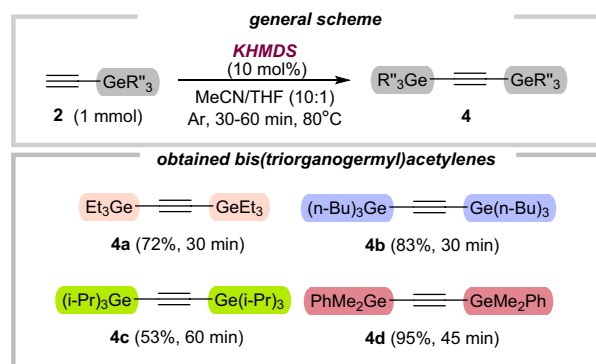 general scheme
KHMDS
(10 mol%)
GeR"3
MeCN/THF (10:1)
Ar, 30-60 min, 80°C
2 (1 mmol)
R"3Ge GeR"3
4
obtained bis(triorganogermyl)acetylenes
Et3Ge GeEt3
4a (72%, 30 min)
(n-Bu)3Ge Ge(n-Bu)3
4b (83%, 30 min)
(i-Pr)3Ge Ge(i-Pr)3
4c (53%, 60 min)
PhMe2Ge GeMe2Ph
4d (95%, 45 min)